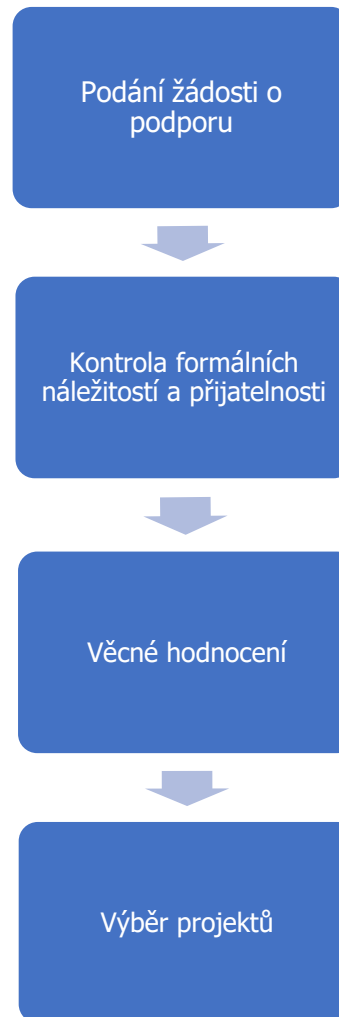 Podání žádosti o
podporu
Kontrola formálních
náležitostí a přijatelnosti
Věcné hodnocení
Výběr projektů